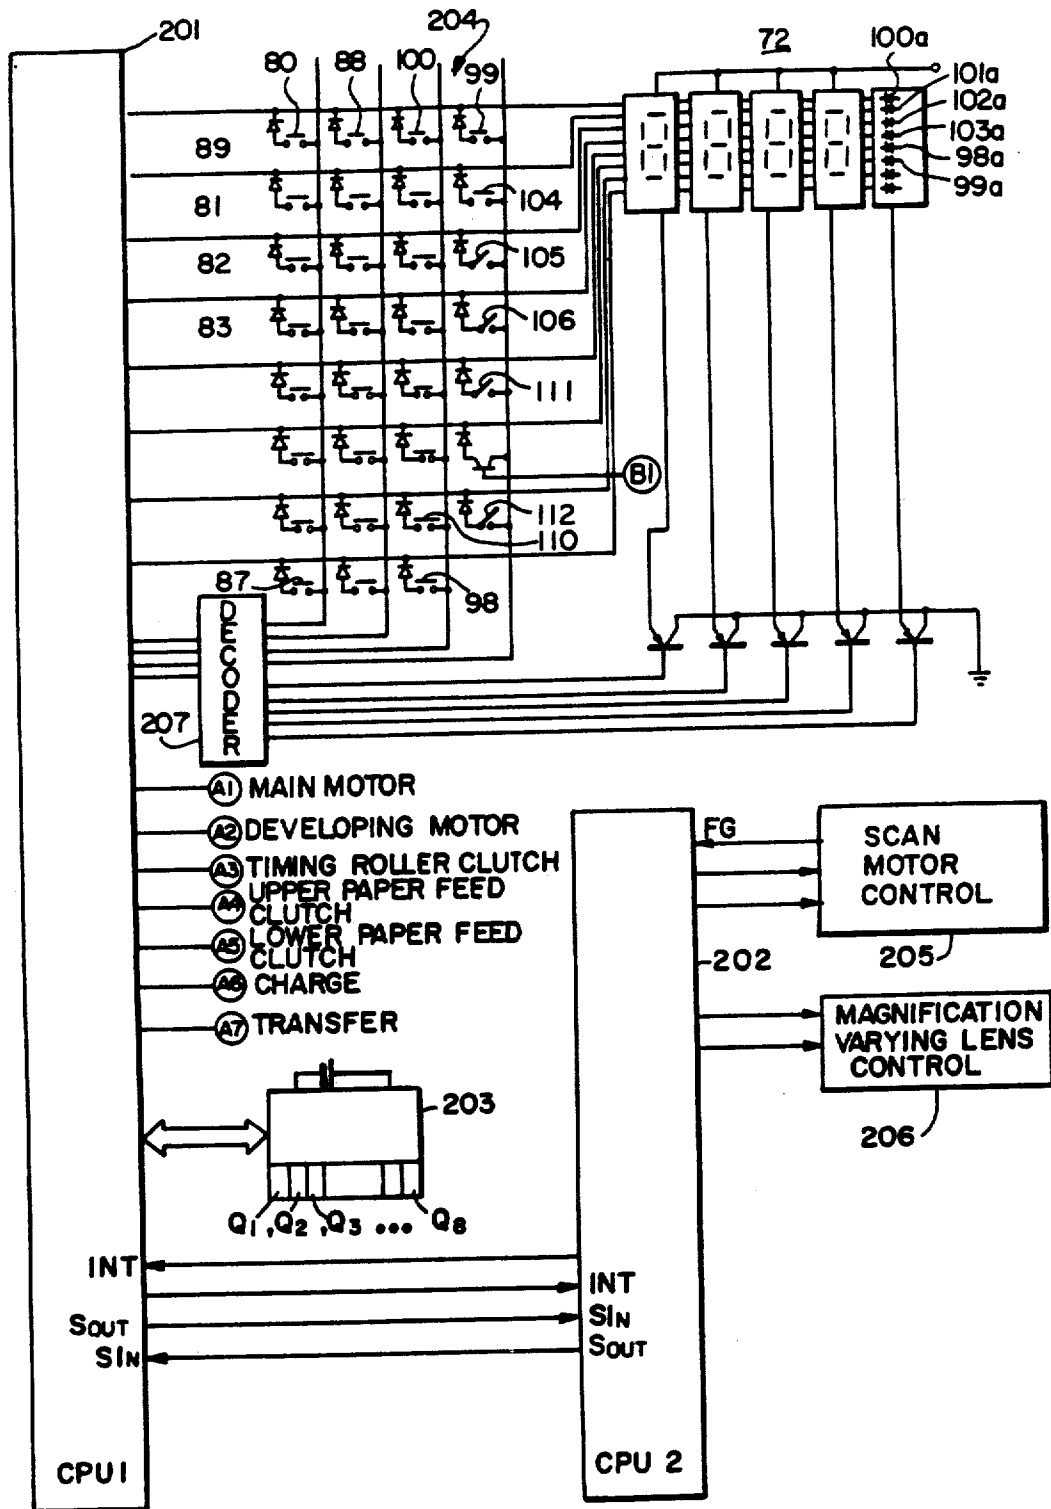 201
204
72
80
88
100
99
100a
101a
102a
103a
98a
99a
89
81
104
82
105
83
106
111
B1
112
110
87
98
DECODER
207
A1 MAIN MOTOR
A2 DEVELOPING MOTOR
A3 TIMING ROLLER CLUTCH
A4 UPPER PAPER FEED
CLUTCH
A5 LOWER PAPER FEED
CLUTCH
A6 CHARGE
A7 TRANSFER
FG
SCAN
MOTOR
CONTROL
202
205
MAGNIFICATION
VARYING LENS
CONTROL
206
203
Q1, Q2, Q3 ... Q8
INT
INT
SOUT
SIN
SIN
SOUT
CPU1
CPU 2